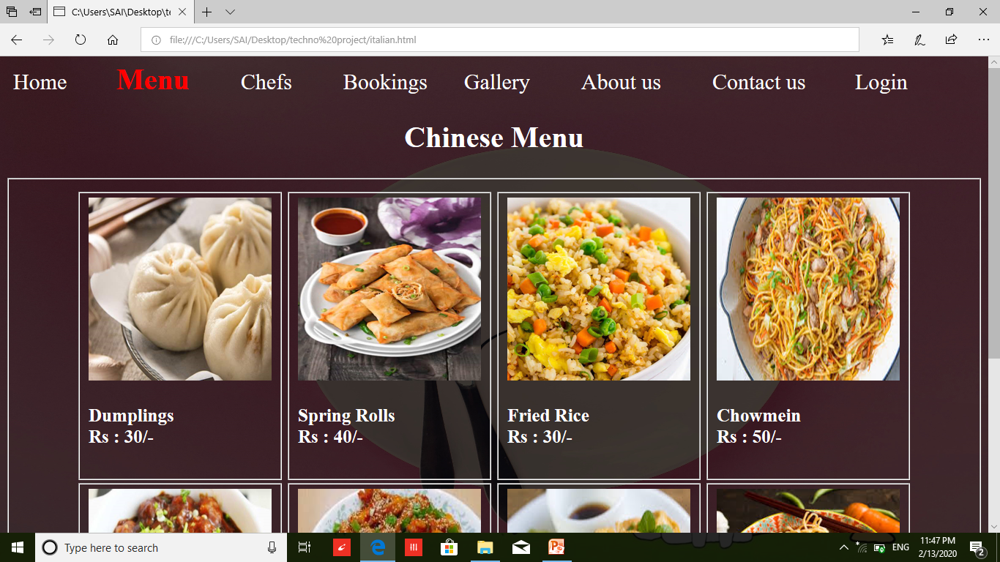 C:\Users\SAI\Desktop\te
file:///C:/Users/SAI/Desktop/techno%20project/italian.html
Home Menu Chefs Bookings Gallery About us Contact us Login
Chinese Menu
Dumplings
Rs : 30/-
Spring Rolls
Rs : 40/-
Fried Rice
Rs : 30/-
Chowmein
Rs : 50/-
Type here to search
ENG
11:47 PM
2/13/2020
2